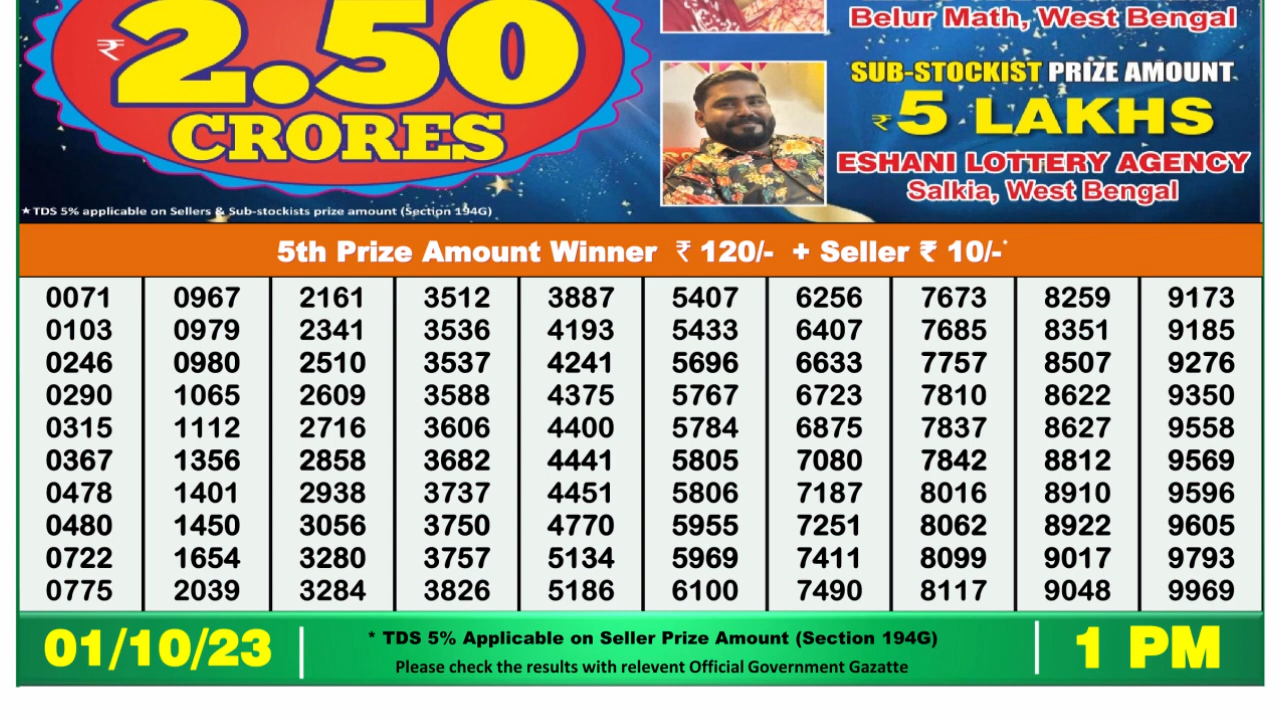 ₹ 2.50
CRORES
★TDS 5% applicable on Sellers & Sub-stockists prize amount (Section 194G)
Belur Math, West Bengal
SUB-STOCKIST PRIZE AMOUNT
₹ 5 LAKHS
ESHANI LOTTERY AGENCY
Salkia, West Bengal
5th Prize Amount Winner ₹ 120/- + Seller ₹ 10/-*
0071 0967 2161 3512 3887 5407 6256 7673 8259 9173
0103 0979 2341 3536 4193 5433 6407 7685 8351 9185
0246 0980 2510 3537 4241 5696 6633 7757 8507 9276
0290 1065 2609 3588 4375 5767 6723 7810 8622 9350
0315 1112 2716 3606 4400 5784 6875 7837 8627 9558
0367 1356 2858 3682 4441 5805 7080 7842 8812 9569
0478 1401 2938 3737 4451 5806 7187 8016 8910 9596
0480 1450 3056 3750 4770 5955 7251 8062 8922 9605
0722 1654 3280 3757 5134 5969 7411 8099 9017 9793
0775 2039 3284 3826 5186 6100 7490 8117 9048 9969
01/10/23
* TDS 5% Applicable on Seller Prize Amount (Section 194G)
Please check the results with relevent Official Government Gazatte
1 PM